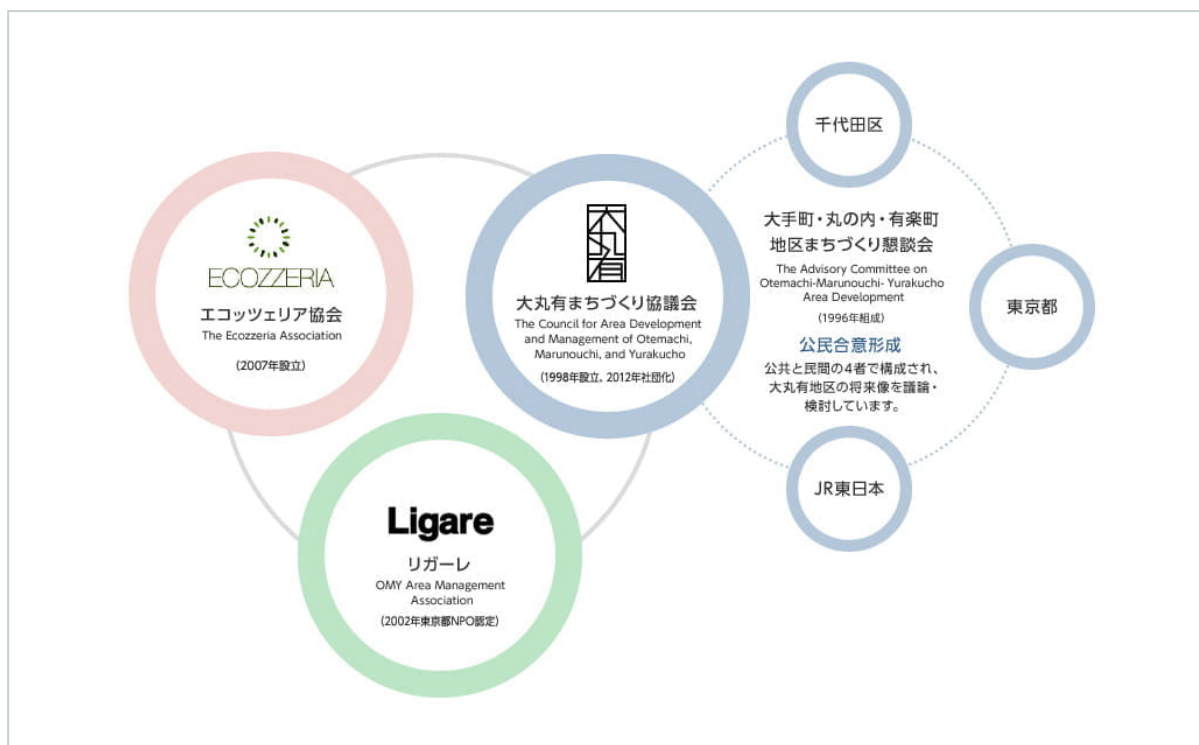 ECOZZERIA
エコッツェリア協会
The Ecozzeria Association
(2007年設立)
大丸有
大丸有まちづくり協議会
The Council for Area Development
and Management of Otemachi,
Marunouchi, and Yurakucho
(1998年設立、2012年社団化)
Ligare
リガーレ
OMY Area Management
Association
(2002年東京都NPO認定)
千代田区
大手町・丸の内・有楽町
地区まちづくり懇談会
The Advisory Committee on
Otemachi-Marunouchi- Yurakucho
Area Development
(1996年組成)
公民合意形成
公共と民間の4者で構成され、
大丸有地区の将来像を議論・
検討しています。
東京都
JR東日本